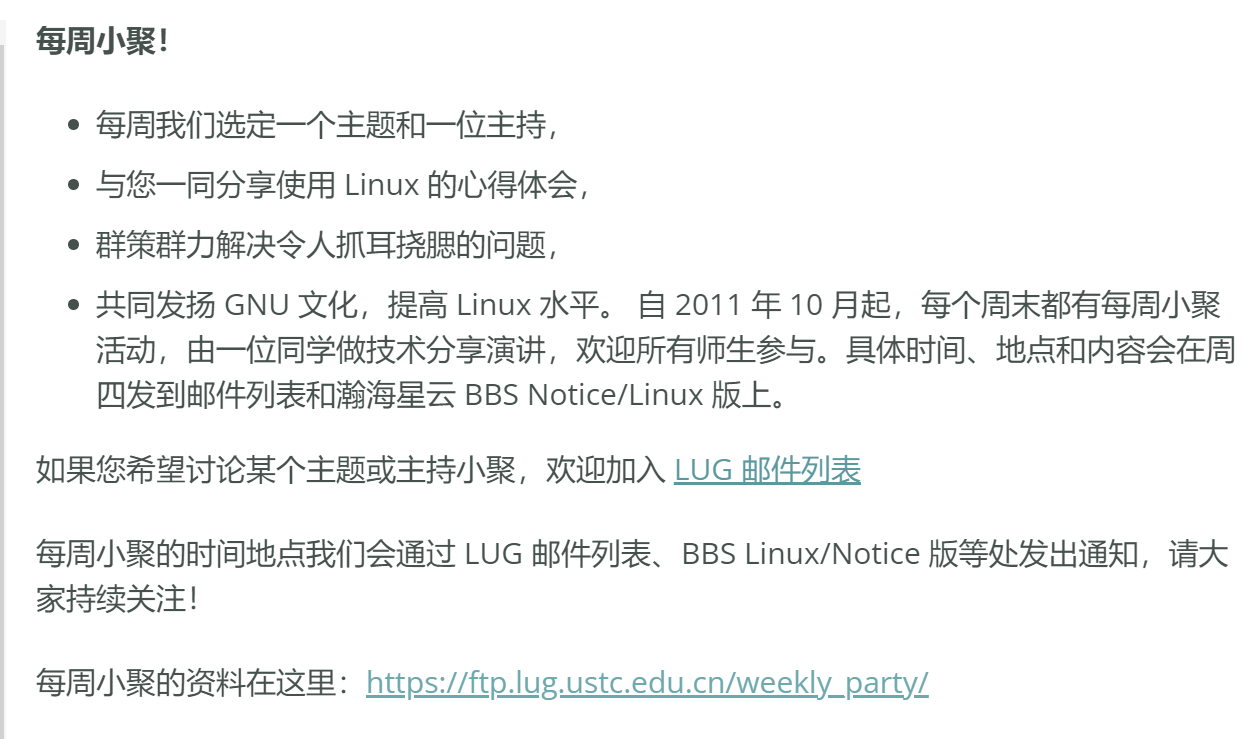 每周小聚！
每周我们选定一个主题和一位主持，
与您一同分享使用 Linux 的心得体会，
群策群力解决令人抓耳挠腮的问题，
共同发扬 GNU 文化，提高 Linux 水平。 自 2011 年 10 月起，每个周末都有每周小聚
活动，由一位同学做技术分享演讲，欢迎所有师生参与。具体时间、地点和内容会在周
四发到邮件列表和瀚海星云 BBS Notice/Linux 版上。
如果您希望讨论某个主题或主持小聚，欢迎加入 LUG 邮件列表
每周小聚的时间地点我们会通过 LUG 邮件列表、BBS Linux/Notice 版等处发出通知，请大
家持续关注！
每周小聚的资料在这里：https://ftp.lug.ustc.edu.cn/weekly_party/